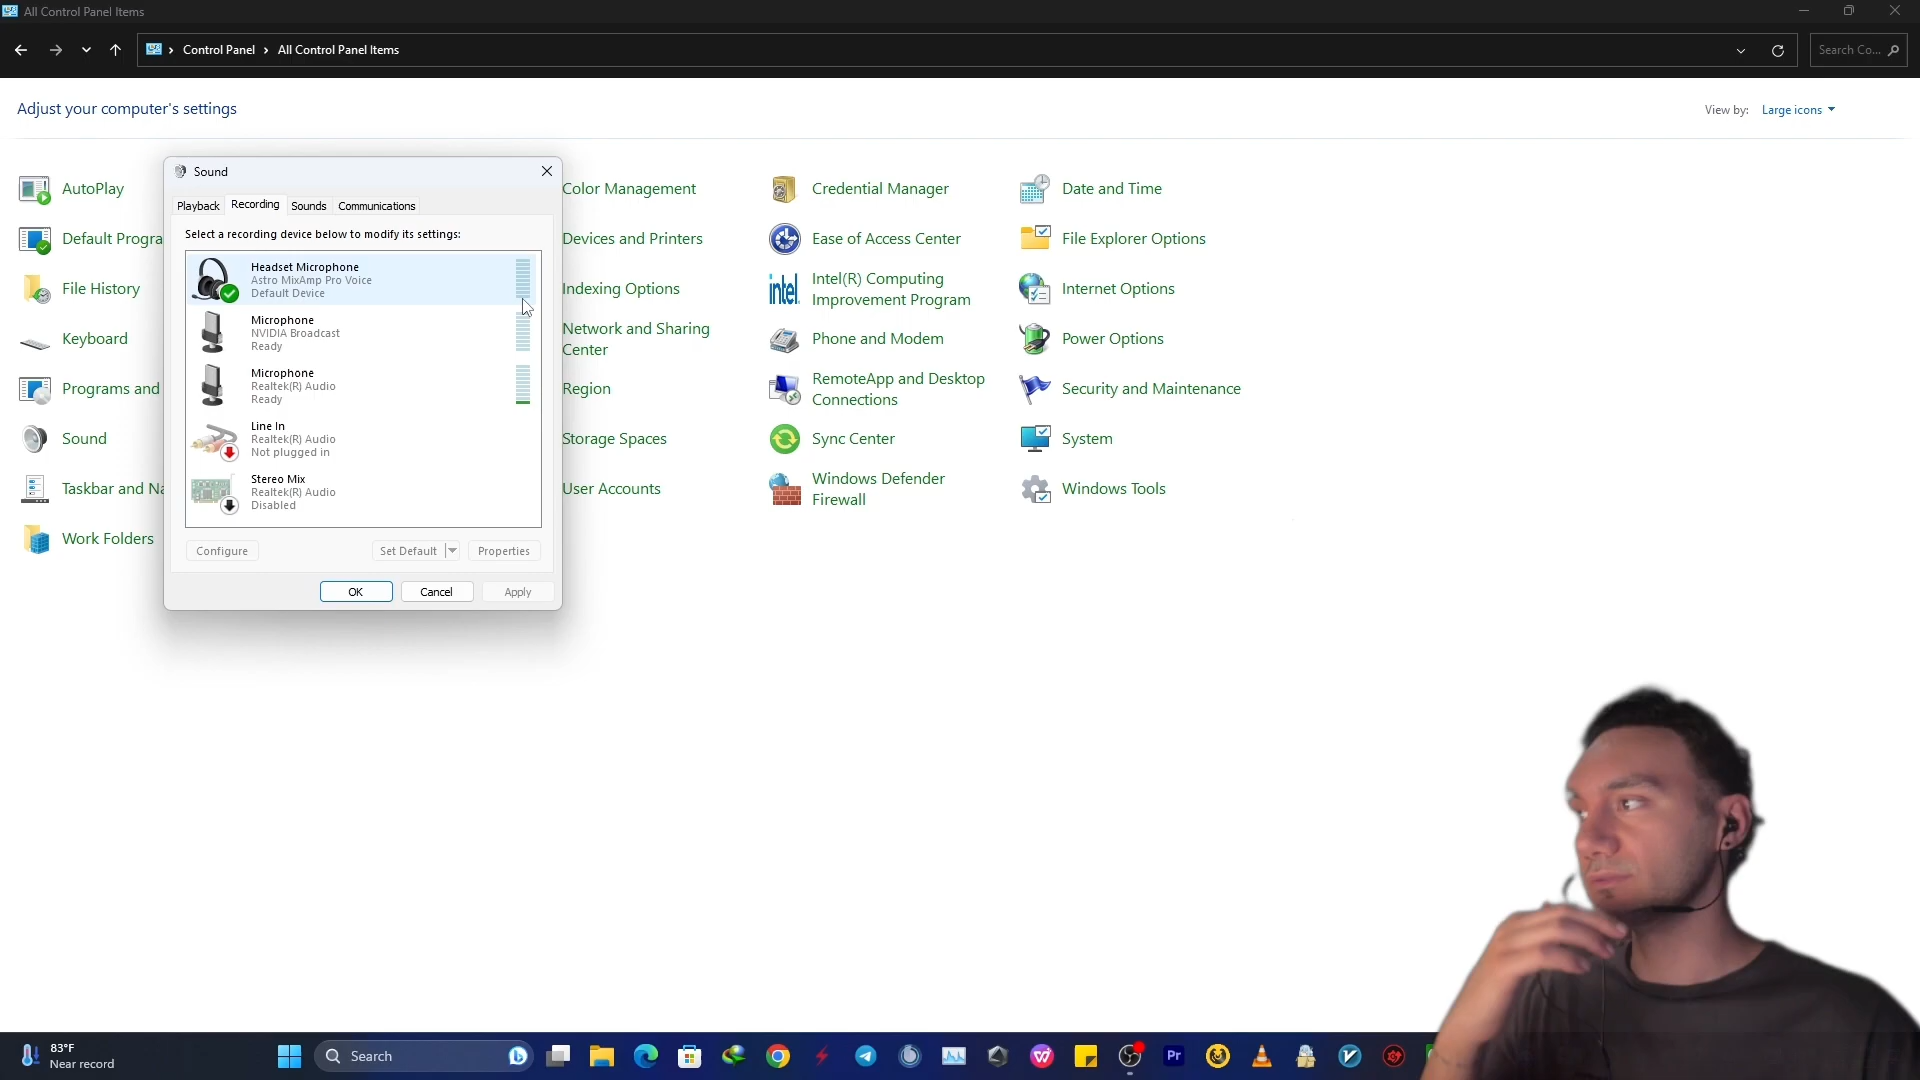 All Control Panel Items
Control Panel > All Control Panel Items
Search Co...
Adjust your computer's settings
View by: Large icons
AutoPlay
Color Management
Credential Manager
Date and Time
Default Progra
Devices and Printers
Ease of Access Center
File Explorer Options
File History
Indexing Options
Intel(R) Computing
Improvement Program
Internet Options
Keyboard
Network and Sharing
Center
Phone and Modem
Power Options
Programs and
Region
RemoteApp and Desktop
Connections
Security and Maintenance
Sound
Storage Spaces
Sync Center
System
Taskbar and Na
User Accounts
Windows Defender
Firewall
Windows Tools
Work Folders
intel
Sound
Playback Recording Sounds Communications
Select a recording device below to modify its settings:
Headset Microphone
Astro MixAmp Pro Voice
Default Device
Microphone
NVIDIA Broadcast
Ready
Microphone
Realtek(R) Audio
Ready
Line In
Realtek(R) Audio
Not plugged in
Stereo Mix
Realtek(R) Audio
Disabled
Configure Set Default Properties
OK Cancel Apply
83°F
Near record
Search
Pr